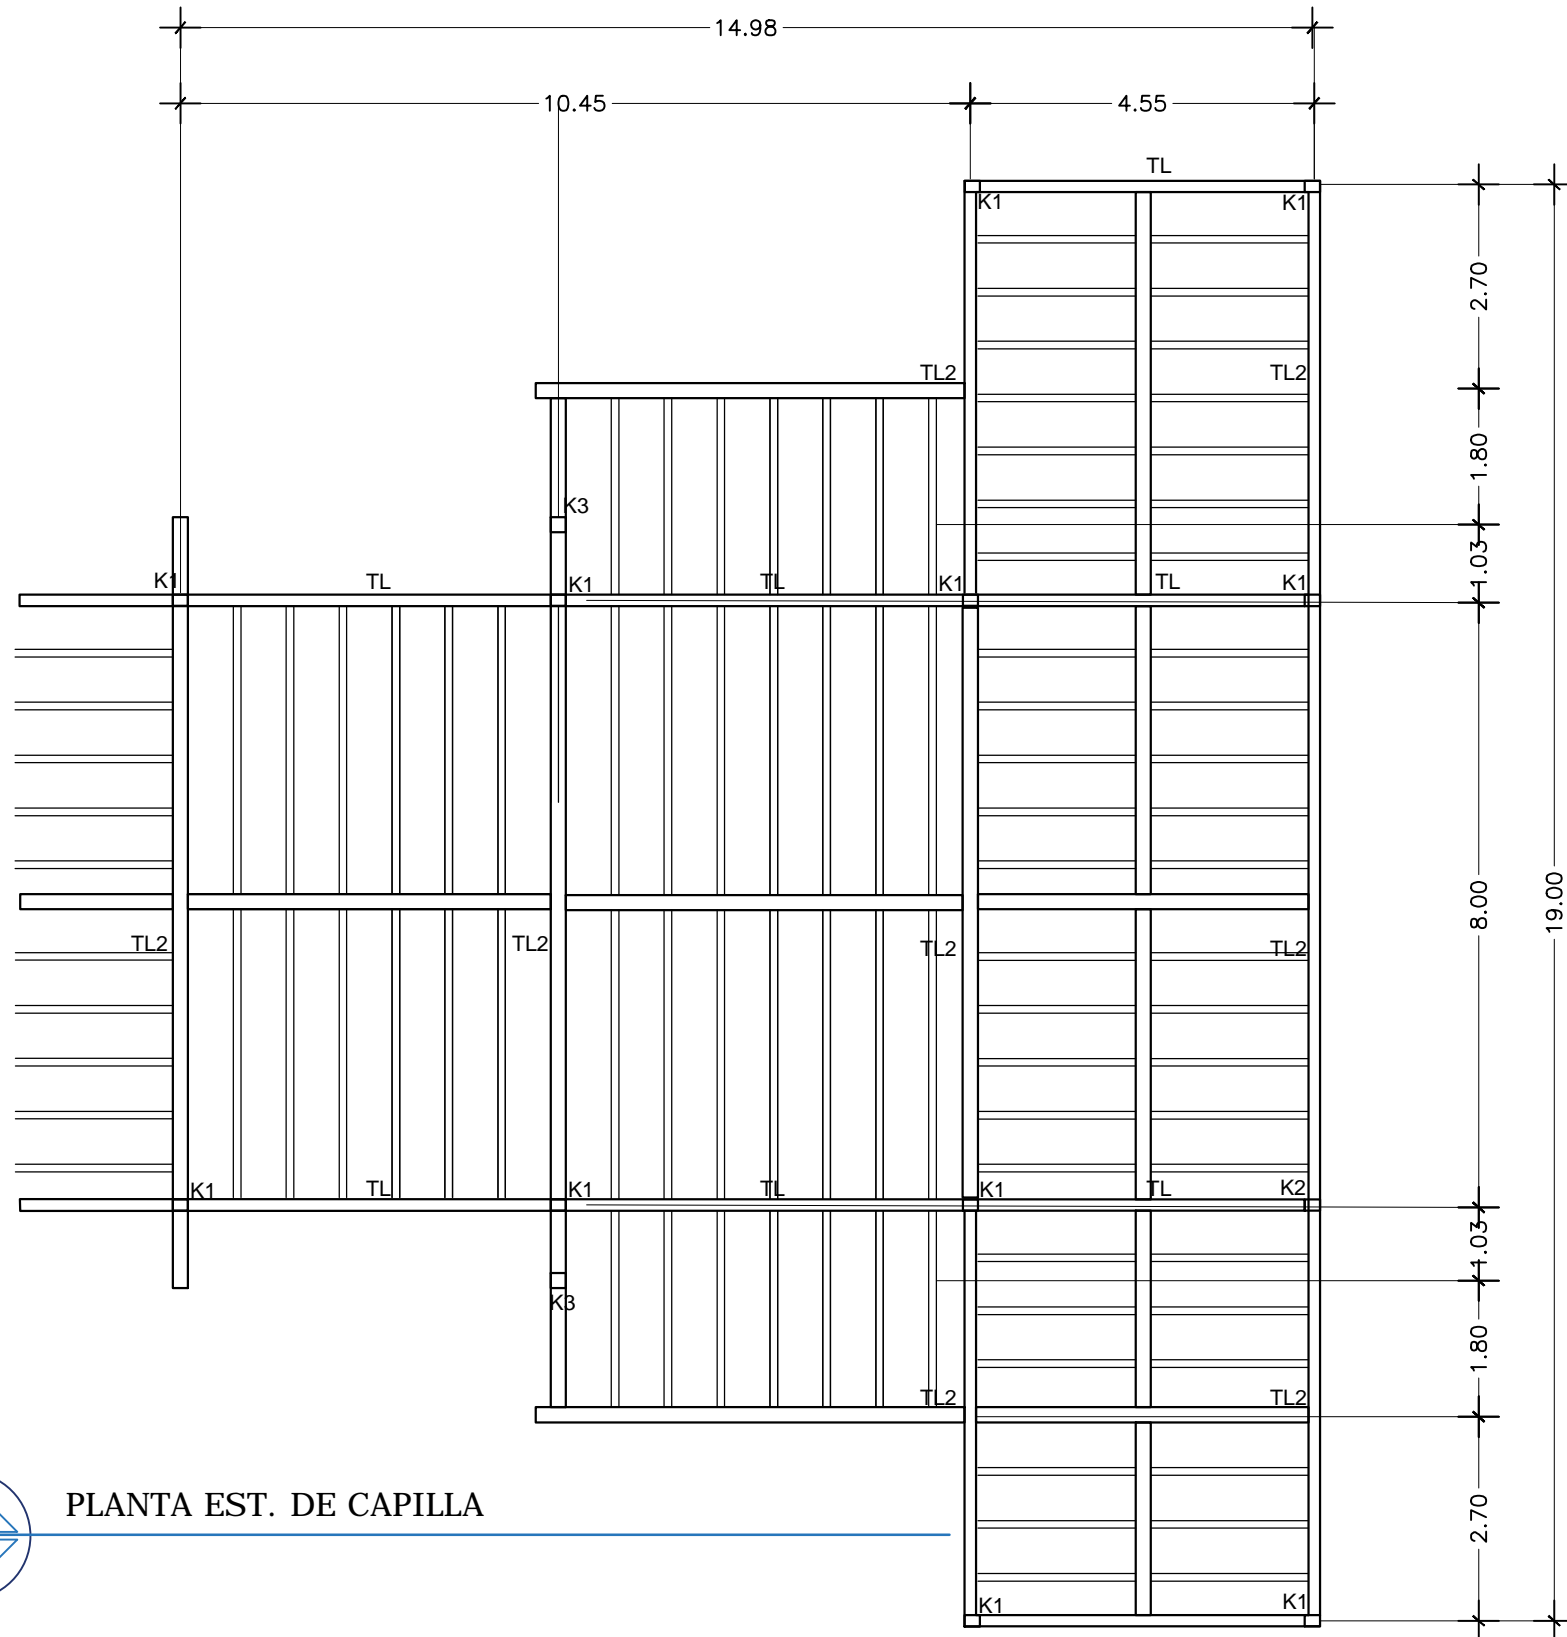 14.98
10.45 4.55
TL
K1 K1
2.70
TL2 TL2
1.80
K3
1.03
K1 TL K1 TL K1 TL K1
8.00
19.00
TL2 TL2 TL2 TL2
K1 TL K1 TL K1 TL K2
1.03
K3
1.80
TL2 TL2
2.70
PLANTA EST. DE CAPILLA
K1 K1